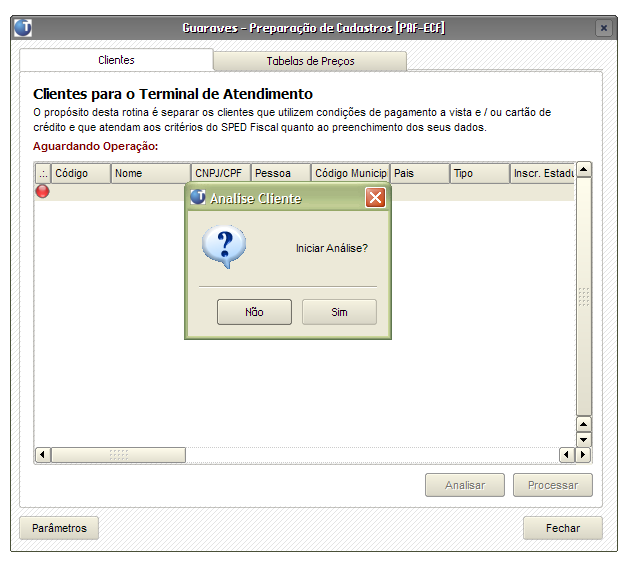 Guaraves - Preparação de Cadastros [PAF-ECF]
Clientes
Tabelas de Preços
Clientes para o Terminal de Atendimento
O propósito desta rotina é separar os clientes que utilizem condições de pagamento a vista e / ou cartão de
crédito e que atendam aos critérios do SPED Fiscal quanto ao preenchimento dos seus dados.
Aguardando Operação:
.:. Código Nome CNPJ/CPF Pessoa Código Municip Pais Tipo Inscr. Estadu
Analise Cliente
Iniciar Análise?
Não Sim
Analisar Processar
Parâmetros Fechar